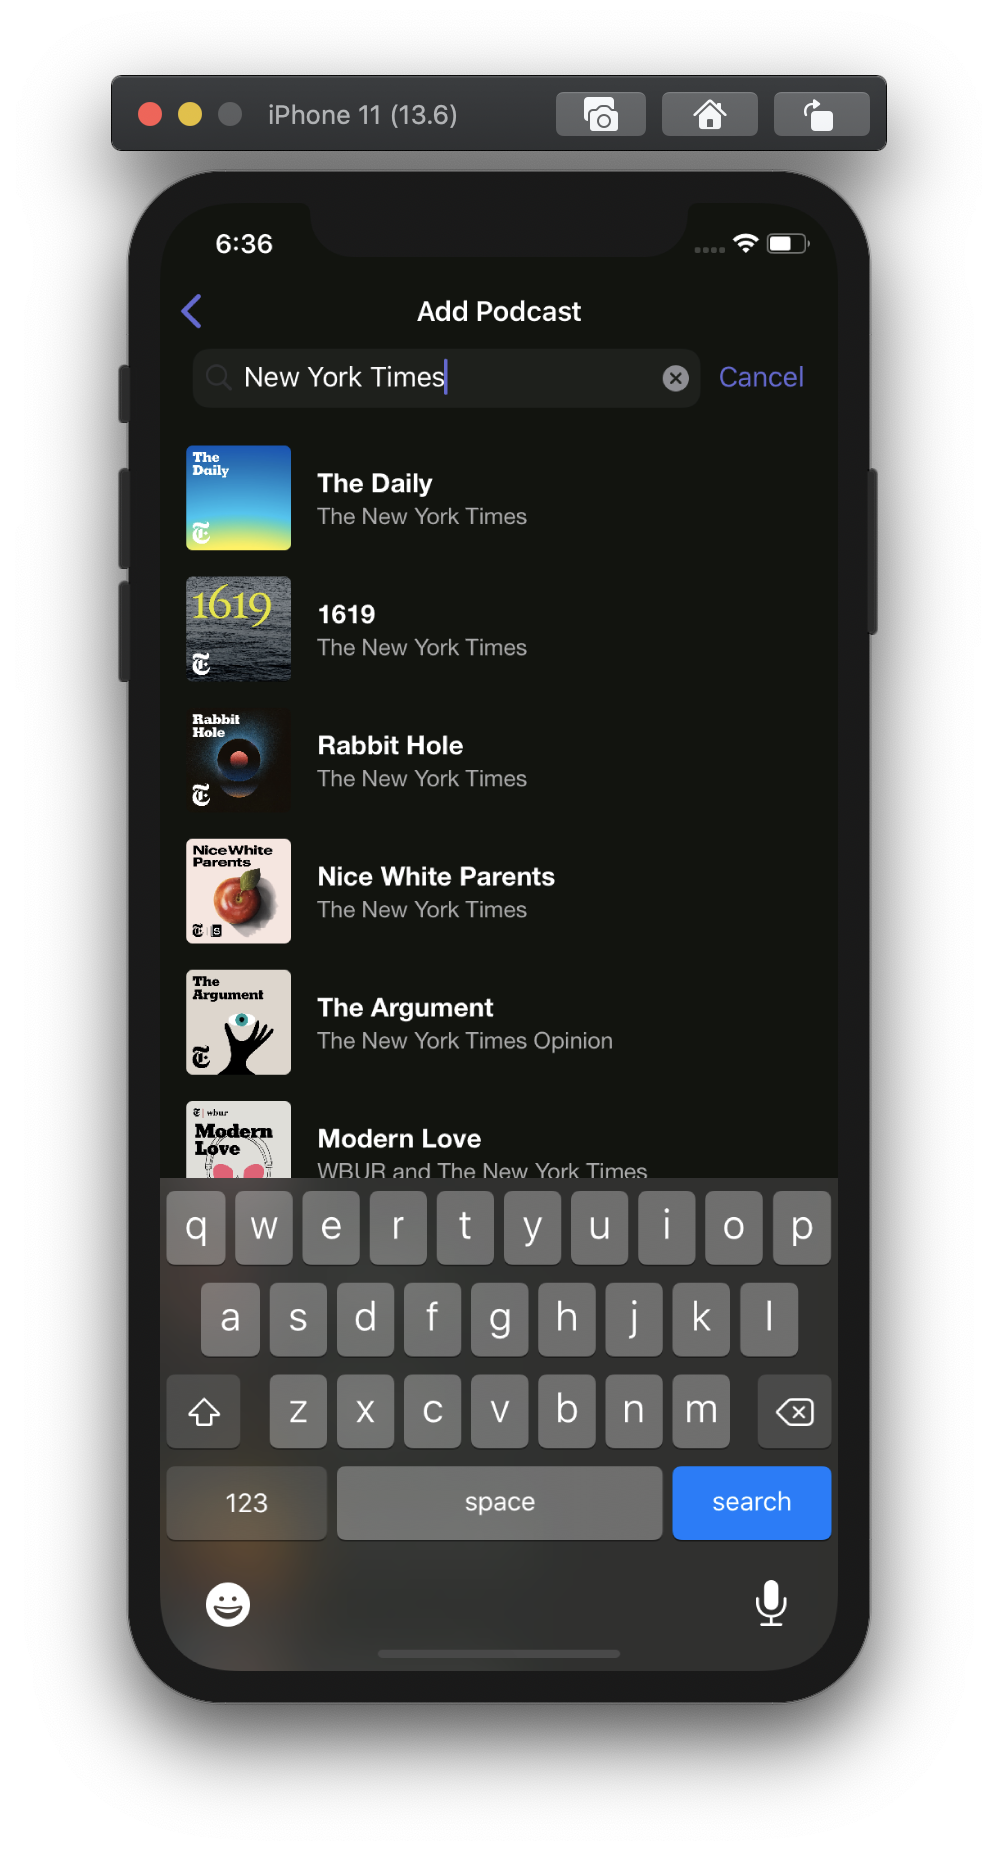 iPhone 11 (13.6)
6:36
Add Podcast
New York Times
Cancel
The
Daily
The Daily
The New York Times
1619
1619
The New York Times
Rabbit
Hole
Rabbit Hole
The New York Times
Nice White
Parents
Nice White Parents
The New York Times
The
Argument
The Argument
The New York Times Opinion
wbur
Modern
Love
Modern Love
WBUR and The New York Times
q w e r t y u i o p
a s d f g h j k l
z x c v b n m
123
space
search